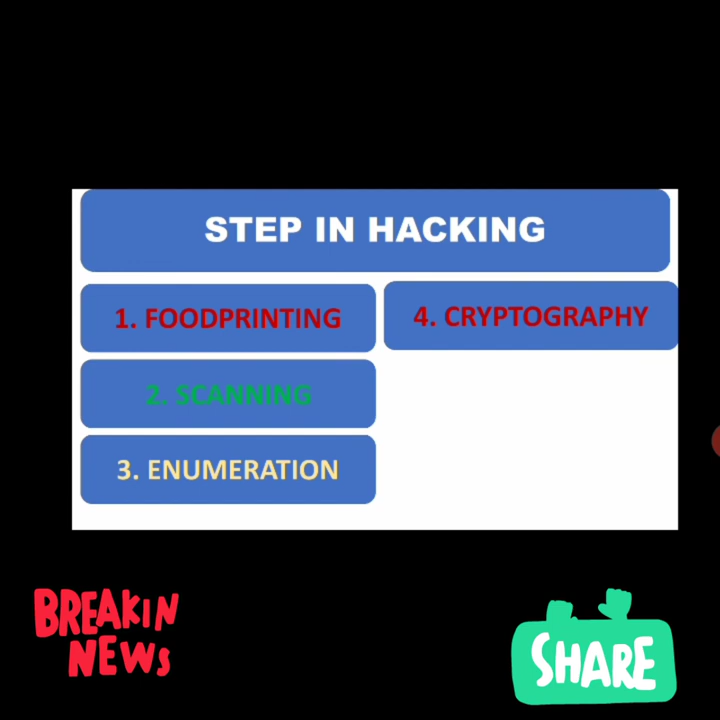 STEP IN HACKING
1. FOODPRINTING
4. CRYPTOGRAPHY
2. SCANNING
3. ENUMERATION
BREAKIN
NEWS
SHARE